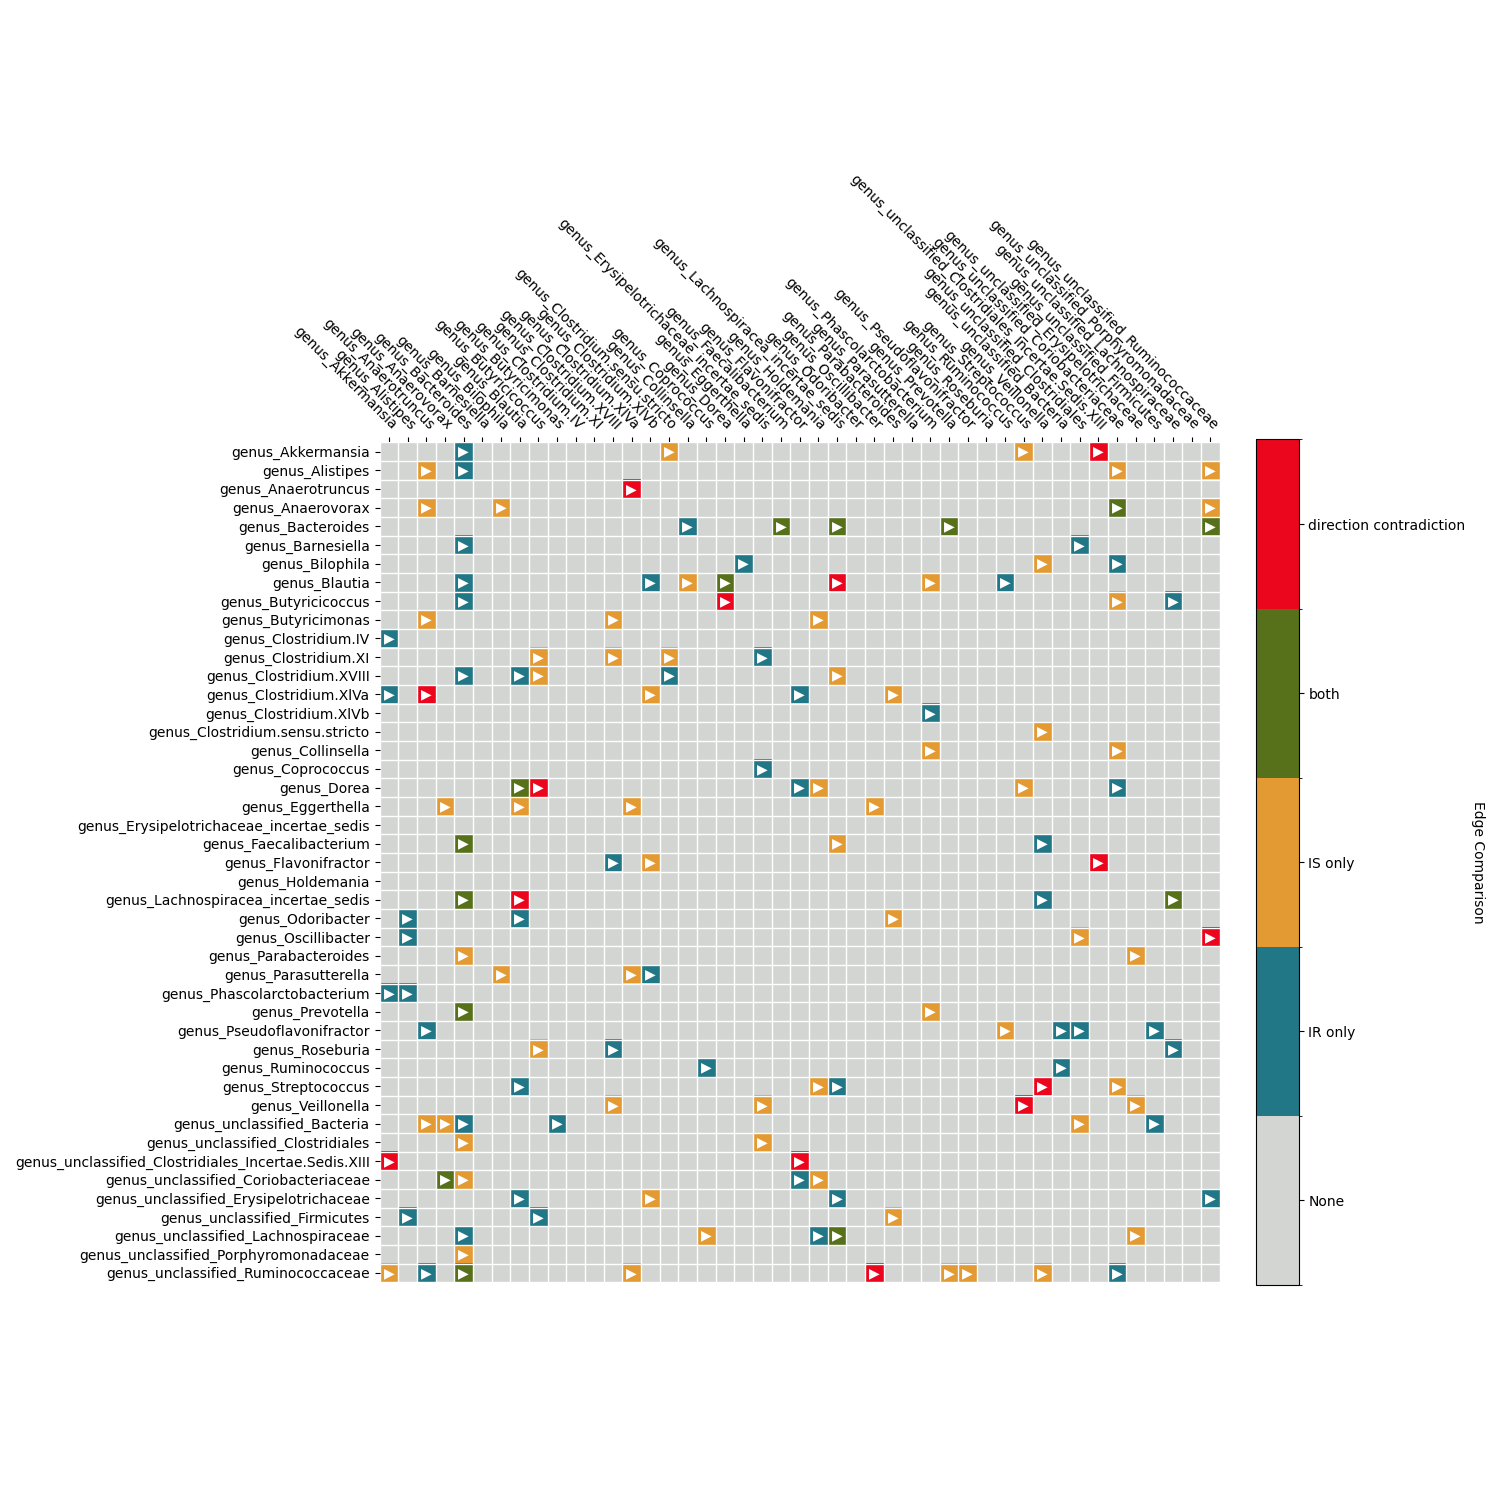 genus_Akkermansia
genus_Alistipes
genus_Anaerotruncus
genus_Anaerovorax
genus_Bacteroides
genus_Barnesiella
genus_Bilophila
genus_Blautia
genus_Butyricicoccus
genus_Butyricimonas
genus_Clostridium.IV
genus_Clostridium.XI
genus_Clostridium.XVIII
genus_Clostridium.XlVa
genus_Clostridium.XlVb
genus_Clostridium.sensu.stricto
genus_Collinsella
genus_Coprococcus
genus_Dorea
genus_Eggerthella
genus_Erysipelotrichaceae_incertae_sedis
genus_Faecalibacterium
genus_Flavonifractor
genus_Holdemania
genus_Lachnospiracea_incertae_sedis
genus_Odoribacter
genus_Oscillibacter
genus_Parabacteroides
genus_Parasutterella
genus_Phascolarctobacterium
genus_Prevotella
genus_Pseudoflavonifractor
genus_Roseburia
genus_Ruminococcus
genus_Streptococcus
genus_Veillonella
genus_unclassified_Bacteria
genus_unclassified_Clostridiales
genus_unclassified_Clostridiales_Incertae.Sedis.XIII
genus_unclassified_Coriobacteriaceae
genus_unclassified_Erysipelotrichaceae
genus_unclassified_Firmicutes
genus_unclassified_Lachnospiraceae
genus_unclassified_Porphyromonadaceae
genus_unclassified_Ruminococcaceae
genus_Akkermansia
genus_Alistipes
genus_Anaerotruncus
genus_Anaerovorax
genus_Bacteroides
genus_Barnesiella
genus_Bilophila
genus_Blautia
genus_Butyricicoccus
genus_Butyricimonas
genus_Clostridium.IV
genus_Clostridium.XI
genus_Clostridium.XVIII
genus_Clostridium.XlVa
genus_Clostridium.XlVb
genus_Clostridium.sensu.stricto
genus_Collinsella
genus_Coprococcus
genus_Dorea
genus_Eggerthella
genus_Erysipelotrichaceae_incertae_sedis
genus_Faecalibacterium
genus_Flavonifractor
genus_Holdemania
genus_Lachnospiracea_incertae_sedis
genus_Odoribacter
genus_Oscillibacter
genus_Parabacteroides
genus_Parasutterella
genus_Phascolarctobacterium
genus_Prevotella
genus_Pseudoflavonifractor
genus_Roseburia
genus_Ruminococcus
genus_Streptococcus
genus_Veillonella
genus_unclassified_Bacteria
genus_unclassified_Clostridiales
genus_unclassified_Clostridiales_Incertae.Sedis.XIII
genus_unclassified_Coriobacteriaceae
genus_unclassified_Erysipelotrichaceae
genus_unclassified_Firmicutes
genus_unclassified_Lachnospiraceae
genus_unclassified_Porphyromonadaceae
genus_unclassified_Ruminococcaceae
direction contradiction
both
IS only
IR only
None
Edge Comparison